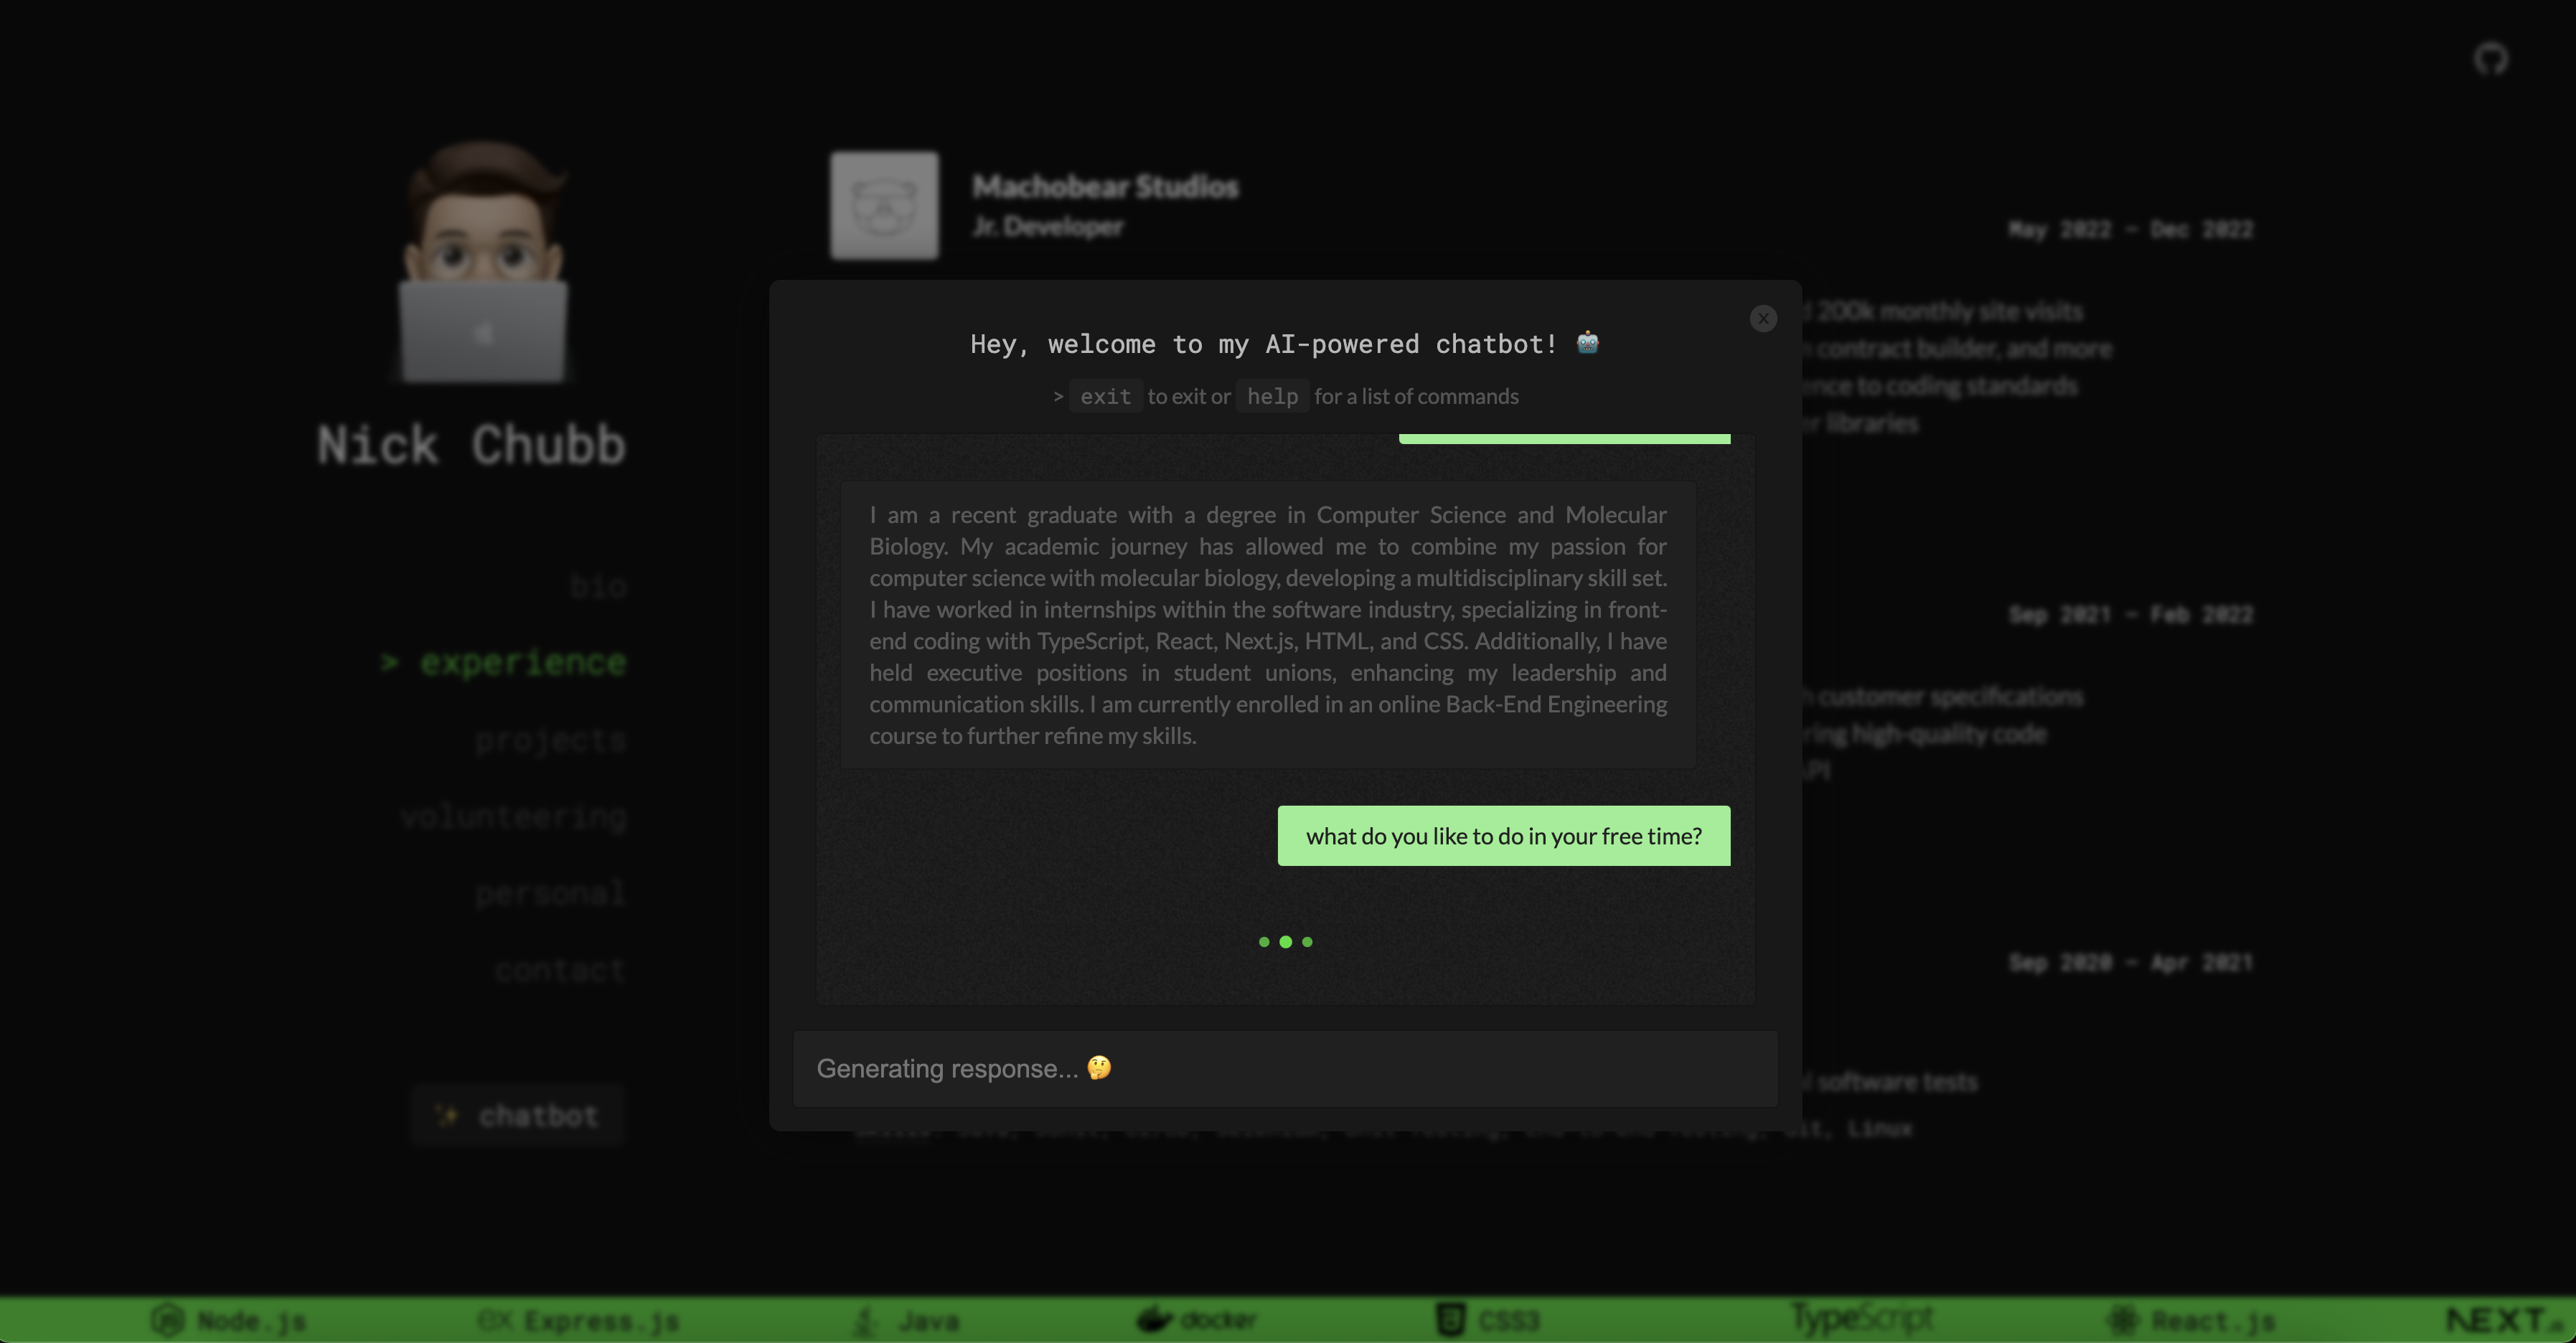 Nick Chubb
bio
> experience
projects
volunteering
personal
contact
chatbot
Machobear Studios
Jr. Developer
May 2022 – Dec 2022
200k monthly site visits
contract builder, and more
ence to coding standards
er libraries
Sep 2021 – Feb 2022
customer specifications
ring high-quality code
API
Sep 2020 – Apr 2021
software tests
Git, Linux
Hey, welcome to my AI-powered chatbot! 🤖
> exit to exit or help for a list of commands
I am a recent graduate with a degree in Computer Science and Molecular
Biology. My academic journey has allowed me to combine my passion for
computer science with molecular biology, developing a multidisciplinary skill set.
I have worked in internships within the software industry, specializing in front-
end coding with TypeScript, React, Next.js, HTML, and CSS. Additionally, I have
held executive positions in student unions, enhancing my leadership and
communication skills. I am currently enrolled in an online Back-End Engineering
course to further refine my skills.
what do you like to do in your free time?
Generating response... 🤔
Node.js
ex Express.js
Java
docker
CSS3
TypeScript
React.js
NEXT